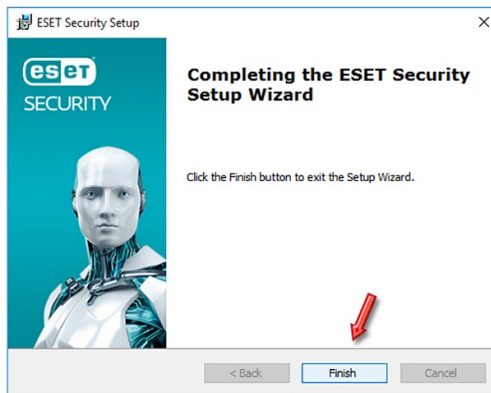 ESET Security Setup
eset
SECURITY
Completing the ESET Security
Setup Wizard
Click the Finish button to exit the Setup Wizard.
< Back Finish Cancel